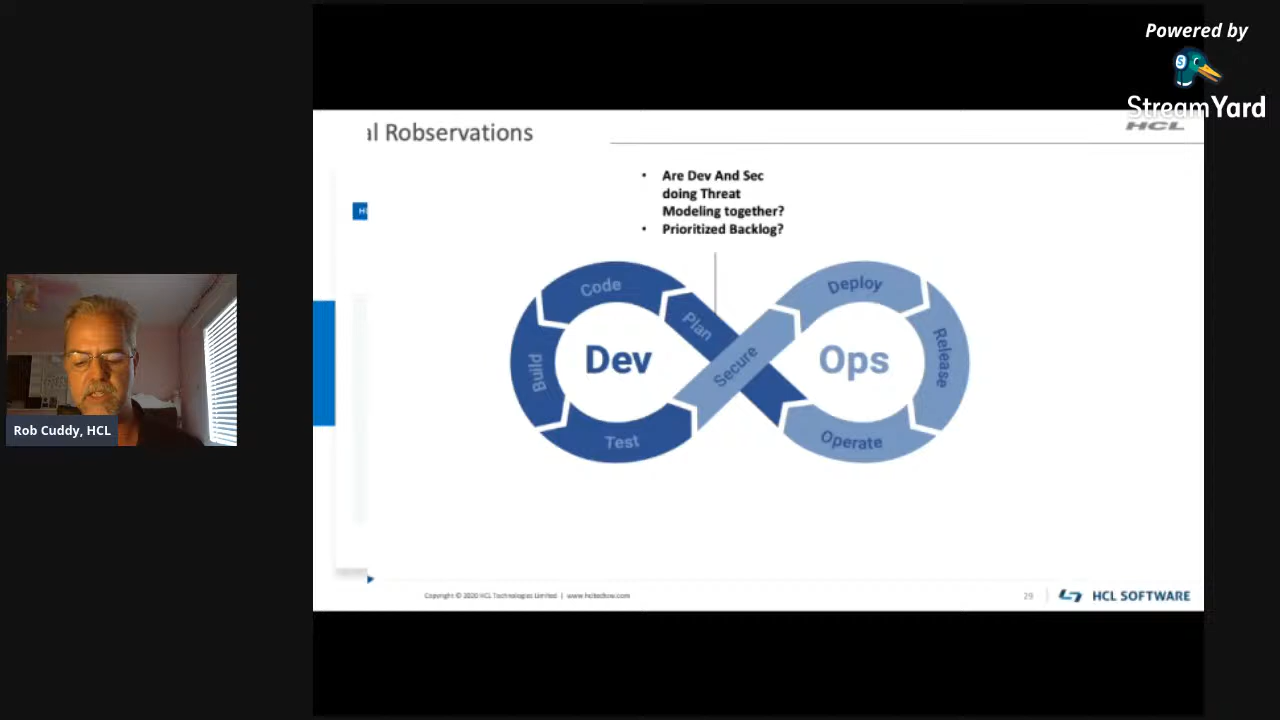 Powered by
StreamYard
HCL
al Robservations
• Are Dev And Sec
doing Threat
Modeling together?
• Prioritized Backlog?
Code
Plan
Build
Dev
Test
Secure
Deploy
Release
Ops
Operate
Rob Cuddy, HCL
Copyright © 2020 HCL Technologies Limited | www.hcltechsw.com
29
HCL SOFTWARE